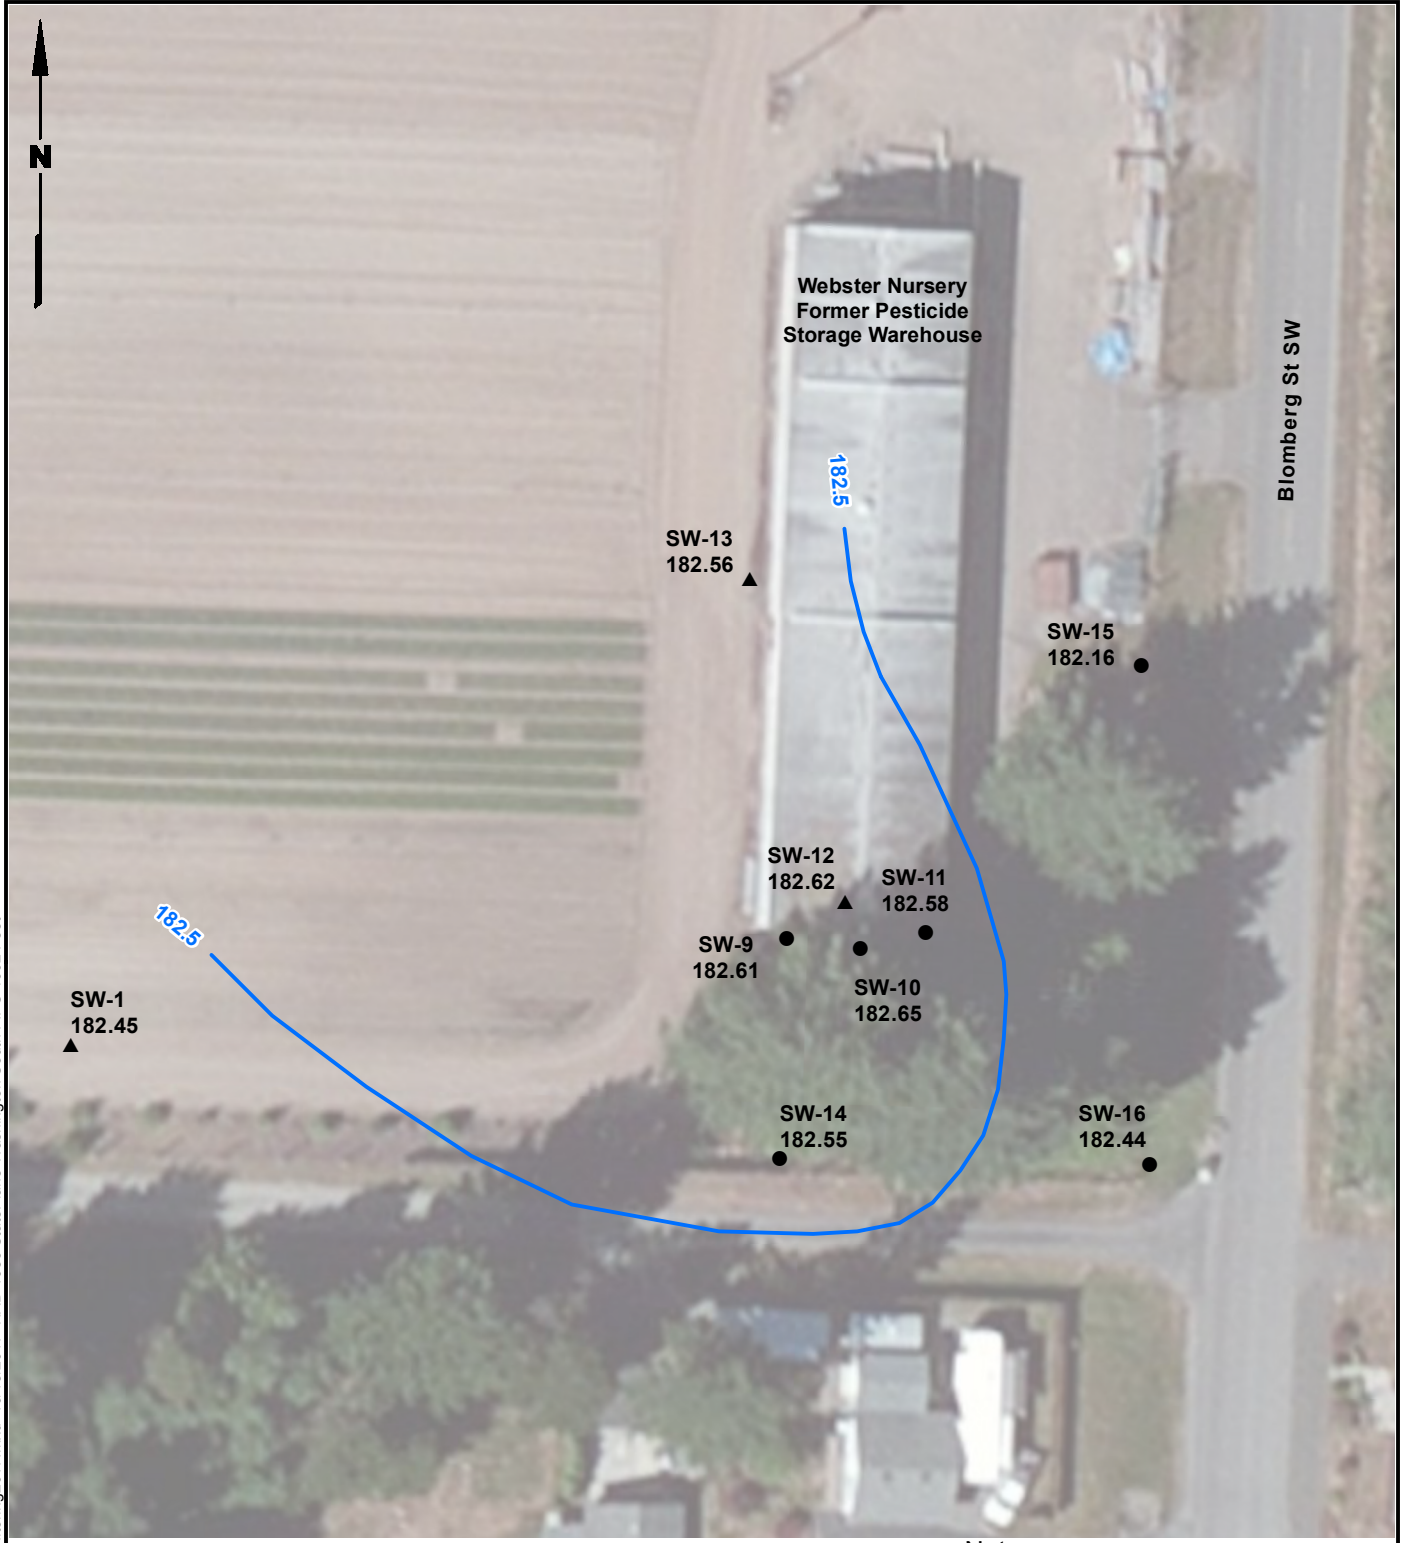 N
Webster Nursery
Former Pesticide
Storage Warehouse
Blomberg St SW
182.5
SW-13
182.56
SW-15
182.16
SW-12
182.62
SW-11
182.58
182.5
SW-9
182.61
SW-10
182.65
SW-1
182.45
SW-14
182.55
SW-16
182.44